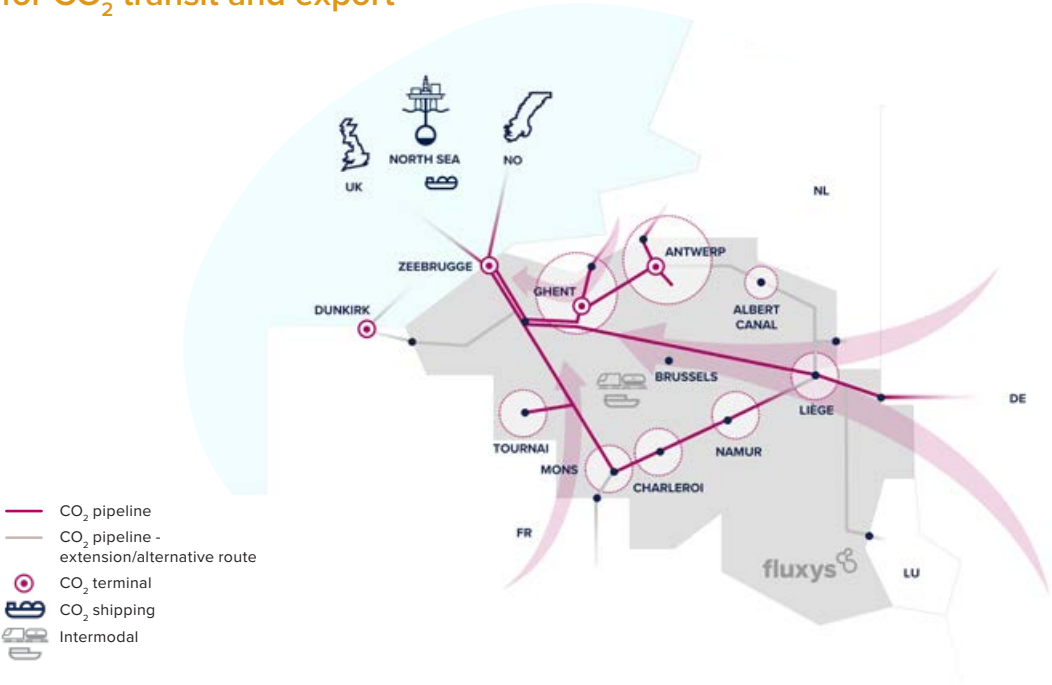 for CO₂ transit and export
NORTH SEA
NO
UK
NL
ANTWERP
ZEEBRUGGE
GHENT
DUNKIRK
ALBERT
CANAL
BRUSSELS
DE
LIÈGE
TOURNAI
NAMUR
MONS
CHARLEROI
CO₂ pipeline
CO₂ pipeline -
extension/alternative route
CO₂ terminal
CO₂ shipping
Intermodal
FR
fluxys
LU